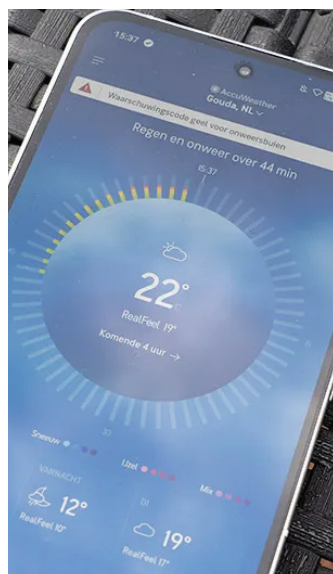 15:37
AccuWeather
Gouda, NL
Waarschuwingscode geel voor onweersbuien
Regen en onweer over 44 min
15:37
22°
RealFeel 19°
Komende 4 uur →
30
Sneeuw
IJzel
Mix
VANNACHT
12°
RealFeel 10°
DI
19°
RealFeel 17°